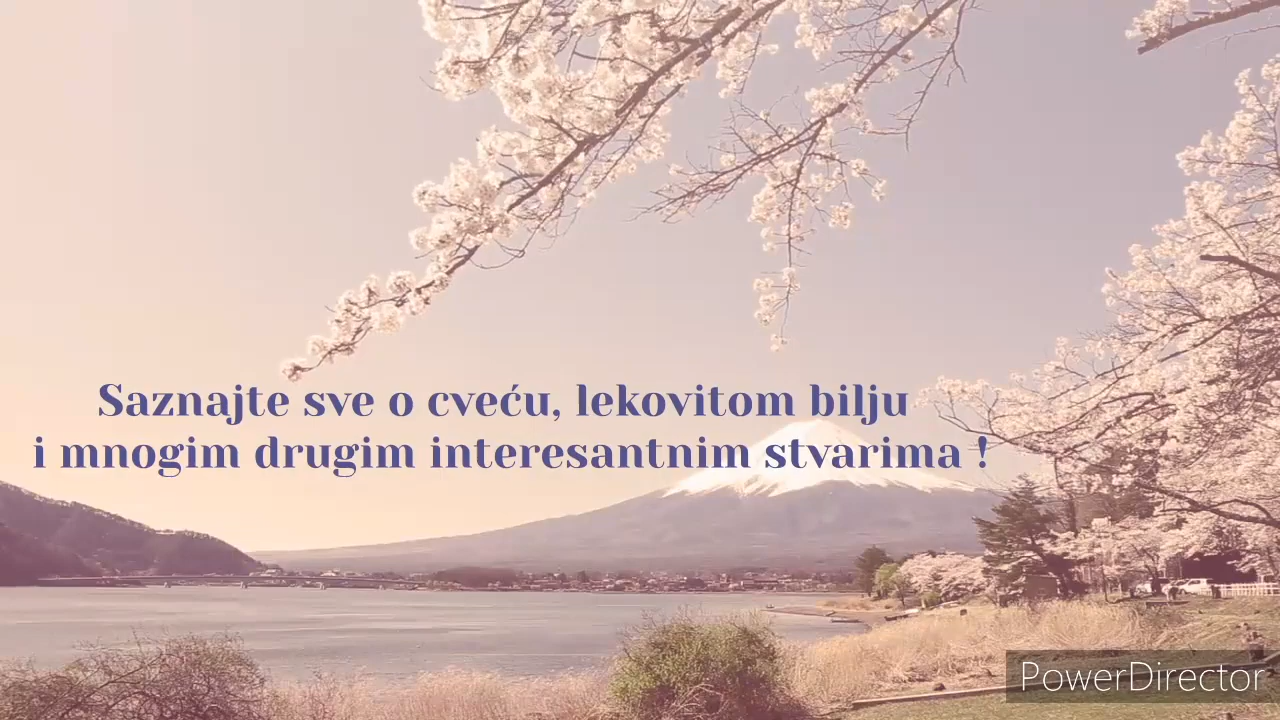 Saznajte sve o cveću, lekovitom bilju
i mnogim drugim interesantnim stvarima !
PowerDirector